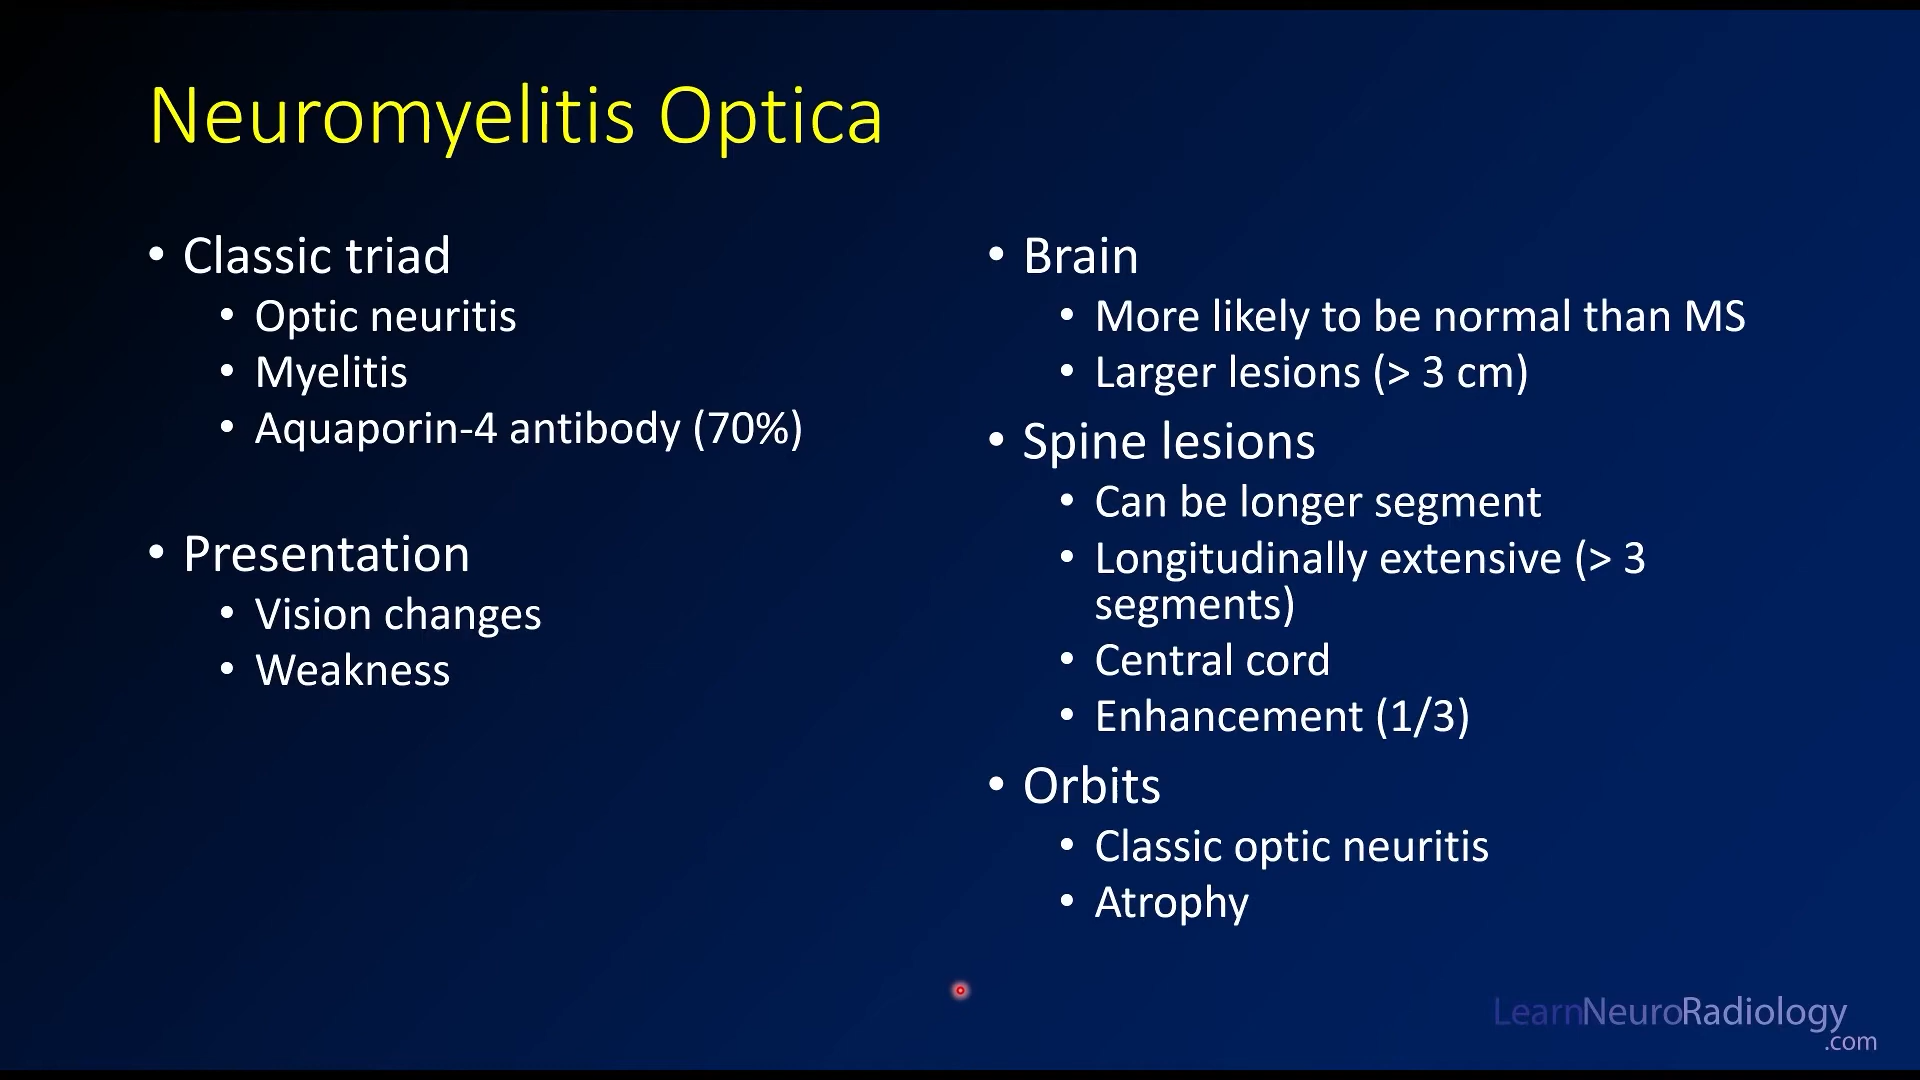 Neuromyelitis Optica
• Classic triad
• Optic neuritis
• Myelitis
• Aquaporin-4 antibody (70%)
• Presentation
• Vision changes
• Weakness
• Brain
• More likely to be normal than MS
• Larger lesions (> 3 cm)
• Spine lesions
• Can be longer segment
• Longitudinally extensive (> 3
segments)
• Central cord
• Enhancement (1/3)
• Orbits
• Classic optic neuritis
• Atrophy
LearnNeuroRadiology
.com